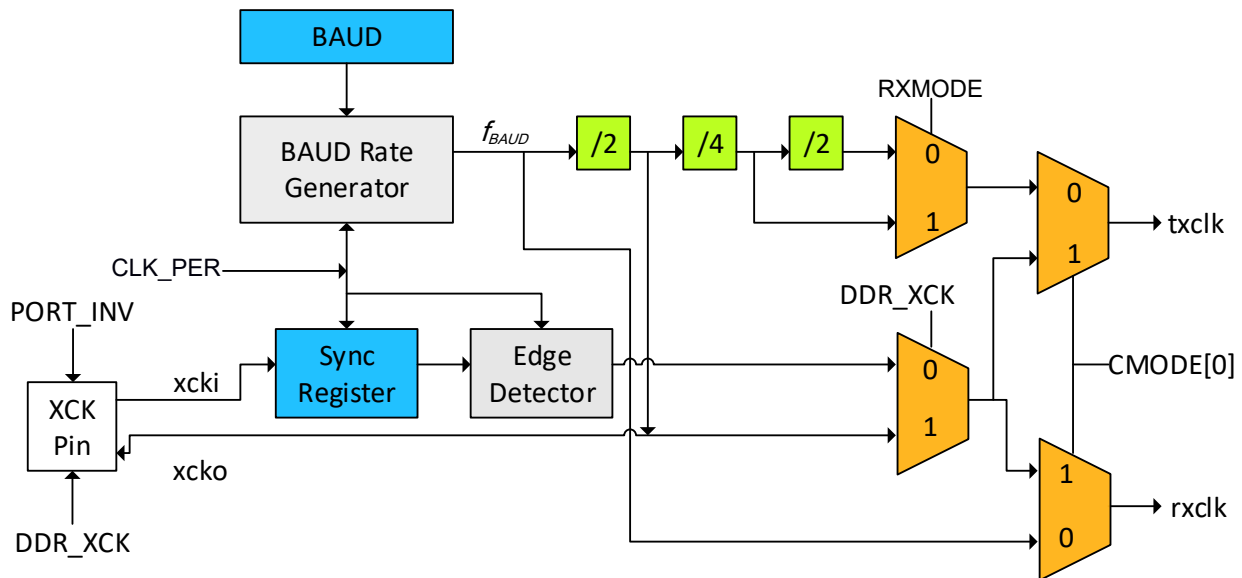 BAUD
RXMODE
BAUD Rate
Generator
fBAUD
/2
/4
/2
0
1
0
1
txclk
CLK_PER
PORT_INV
DDR_XCK
Sync
Register
Edge
Detector
0
1
CMODE[0]
xcki
XCK
Pin
xcko
1
0
rxclk
DDR_XCK